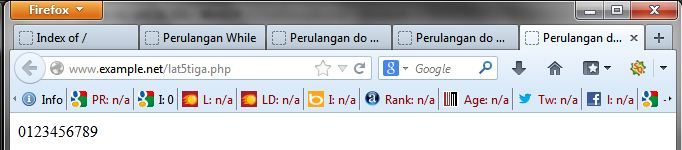 Firefox
Index of /
Perulangan While
Perulangan do ...
Perulangan do ...
Perulangan d...
www.example.net/lat5tiga.php
Google
Info PR: n/a I: 0 L: n/a LD: n/a I: n/a Rank: n/a Age: n/a Tw: n/a I: n/a
0123456789